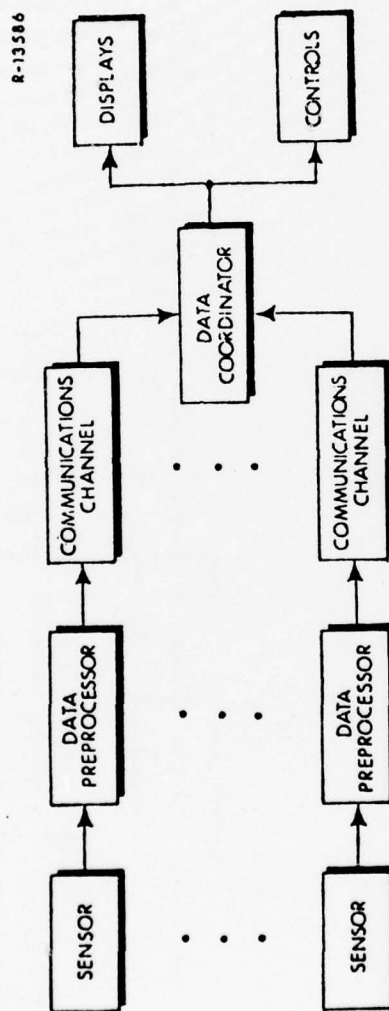 R-13586
SENSOR
DATA
PREPROCESSOR
COMMUNICATIONS
CHANNEL
DATA
COORDINATOR
DISPLAYS
CONTROLS
SENSOR
DATA
PREPROCESSOR
COMMUNICATIONS
CHANNEL